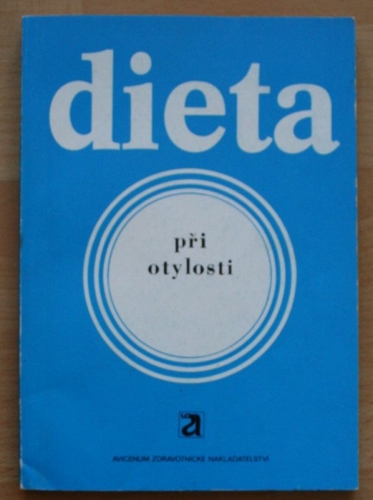 dieta
při
otylosti
a
AVICENUM ZDRAVOTNICKÉ NAKLADATELSTVÍ